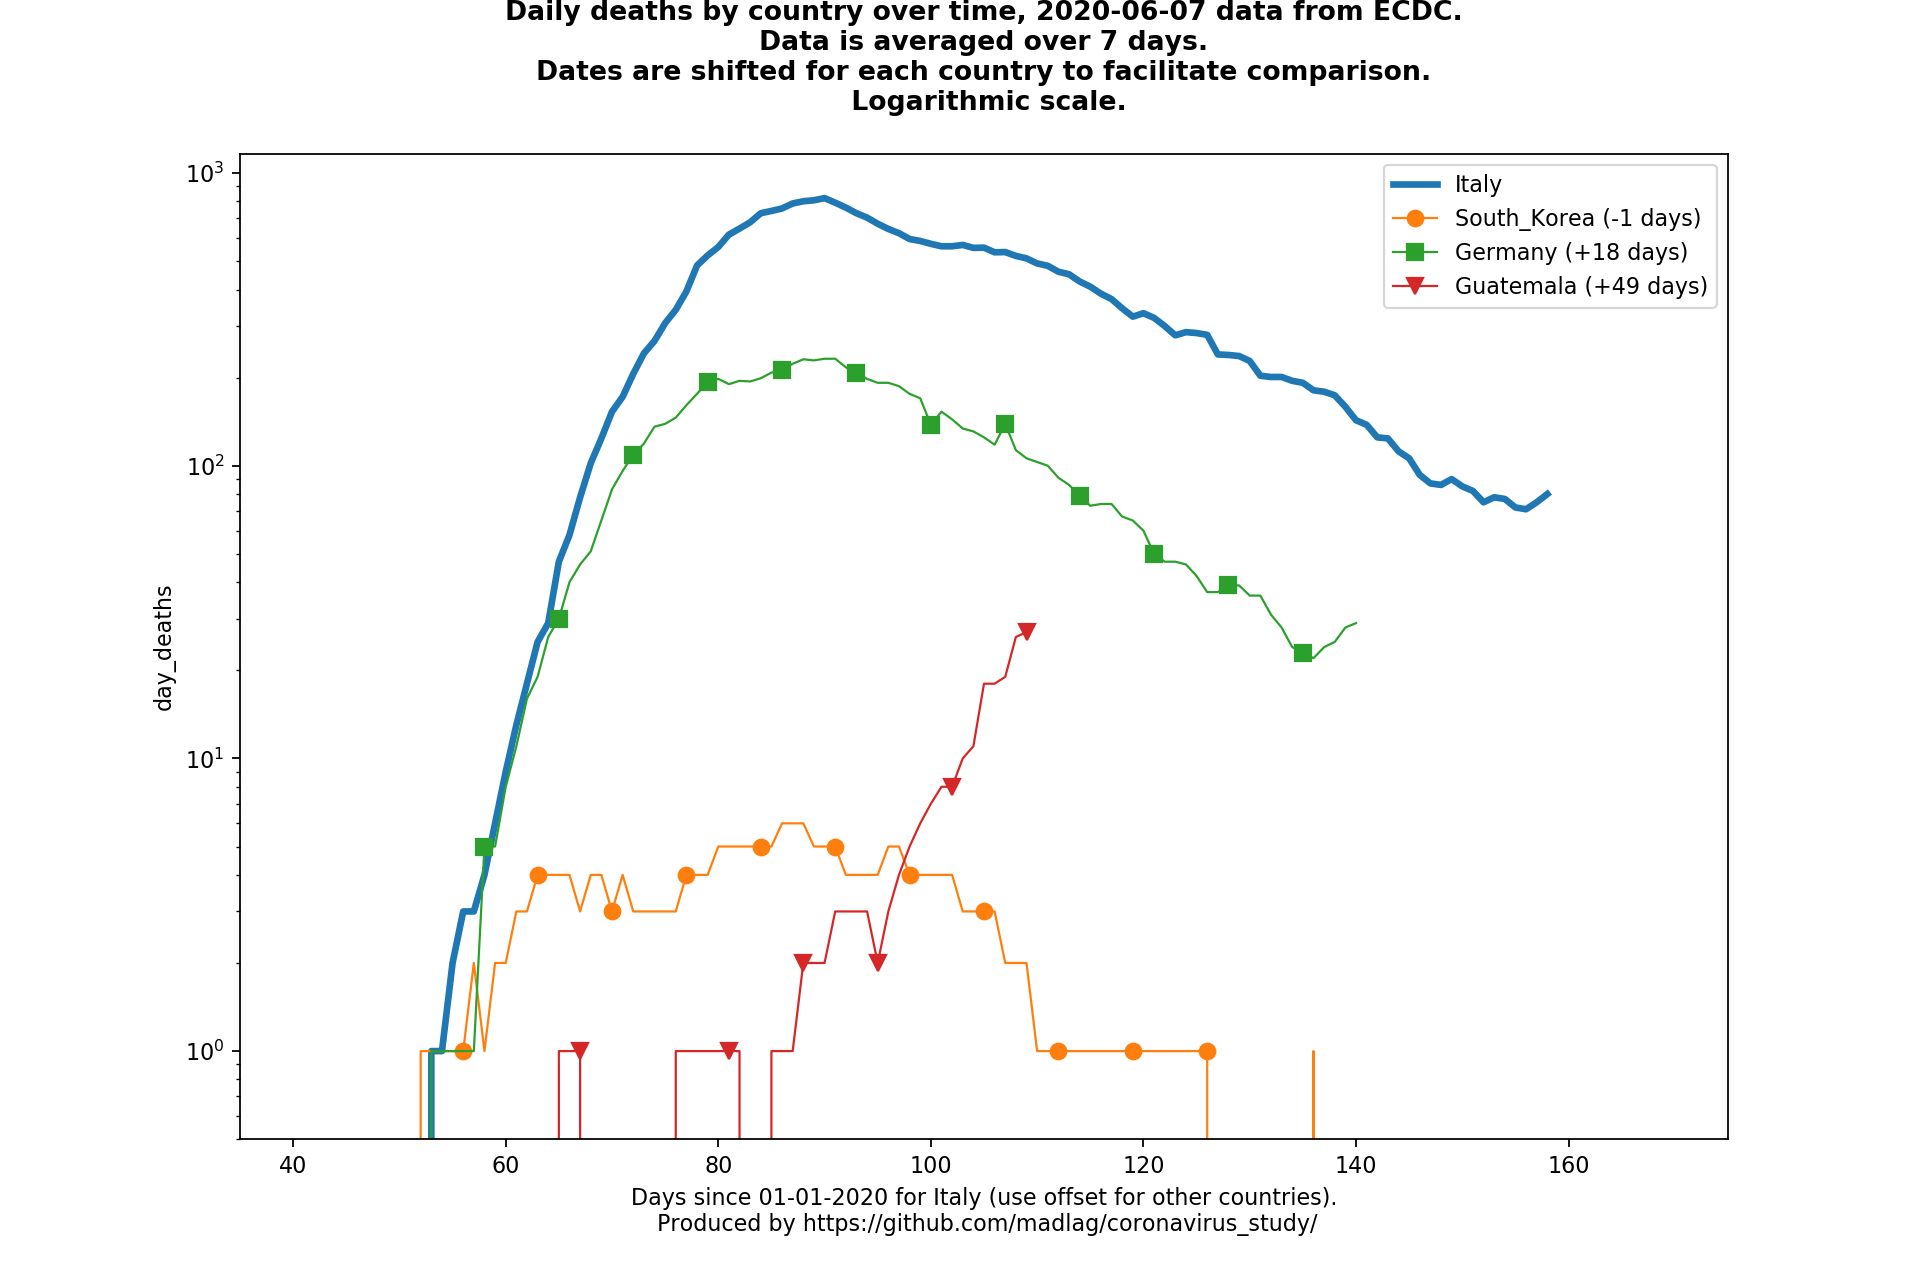 Daily deaths by country over time, 2020-06-07 data from ECDC.
Data is averaged over 7 days.
Dates are shifted for each country to facilitate comparison.
Logarithmic scale.
10³
10²
10¹
10⁰
day_deaths
Italy
South_Korea (-1 days)
Germany (+18 days)
Guatemala (+49 days)
40 60 80 100 120 140 160
Days since 01-01-2020 for Italy (use offset for other countries).
Produced by https://github.com/madlag/coronavirus_study/